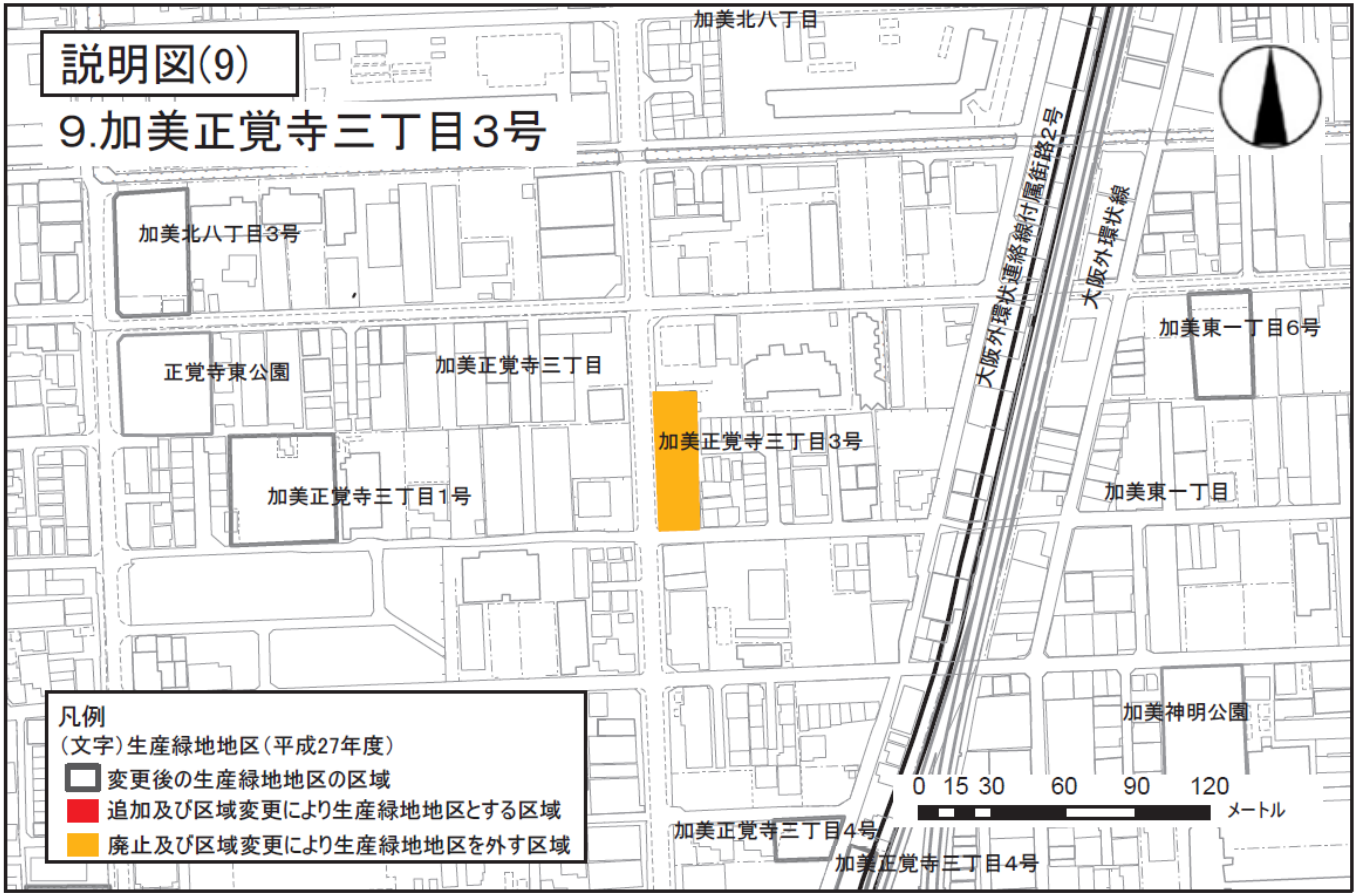 加美北八丁目
説明図(9)
9.加美正覚寺三丁目3号
大阪外環状連絡線付属街路2号
大阪外環状線
加美北八丁目3号
加美東一丁目6号
正覚寺東公園
加美正覚寺三丁目
加美正覚寺三丁目3号
加美正覚寺三丁目1号
加美東一丁目
加美神明公園
凡例
(文字)生産緑地地区(平成27年度)
変更後の生産緑地地区の区域
追加及び区域変更により生産緑地地区とする区域
廃止及び区域変更により生産緑地地区を外す区域
0 15 30 60 90 120
メートル
加美正覚寺三丁目4号
加美正覚寺三丁目4号